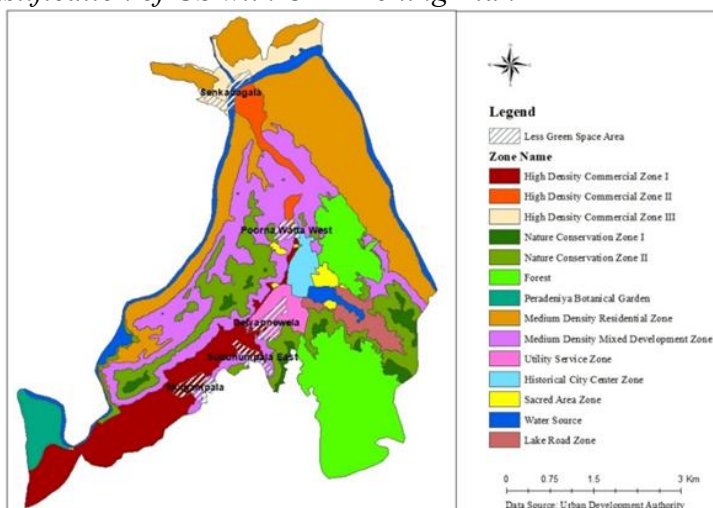 Senkadagala
Poorna Watta West
Deiyannewela
Suduhumpala East
Mulgampala
Legend
Less Green Space Area
Zone Name
High Density Commercial Zone I
High Density Commercial Zone II
High Density Commercial Zone III
Nature Conservation Zone I
Nature Conservation Zone II
Forest
Peradeniya Botanical Garden
Medium Density Residential Zone
Medium Density Mixed Development Zone
Utility Service Zone
Historical City Center Zone
Sacred Area Zone
Water Source
Lake Road Zone
0 0.75 1.5 3 Km
Data Source: Urban Development Authority